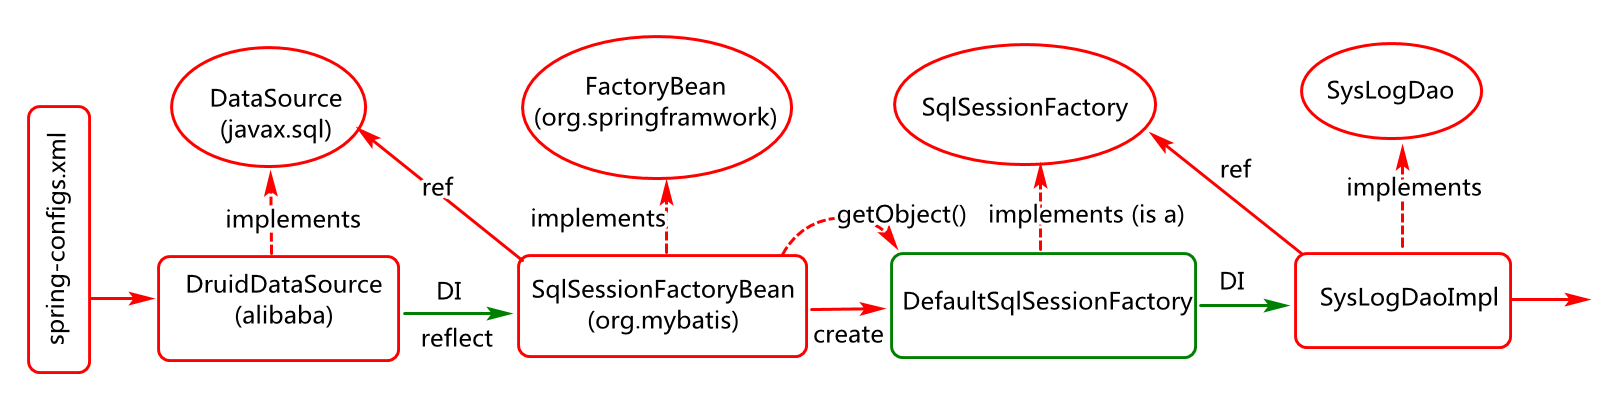 spring-configs.xml
DataSource
(javax.sql)
implements
DruidDataSource
(alibaba)
ref
DI
reflect
FactoryBean
(org.springframwork)
implements
SqlSessionFactoryBean
(org.mybatis)
getObject()
create
SqlSessionFactory
implements (is a)
DefaultSqlSessionFactory
ref
DI
SysLogDao
implements
SysLogDaoImpl